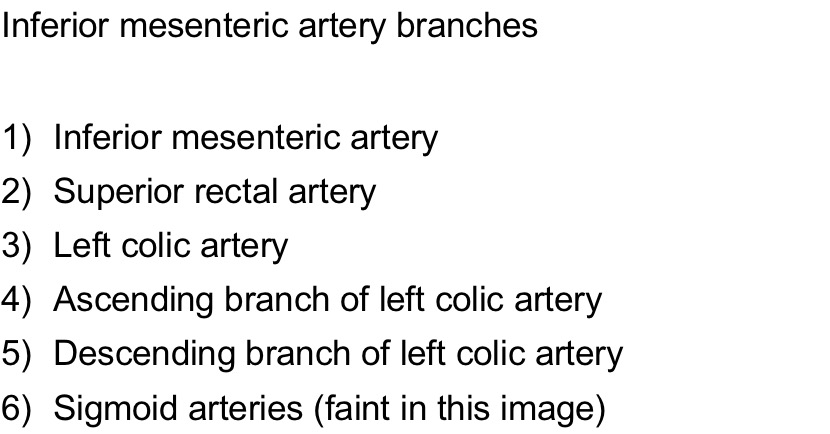 Inferior mesenteric artery branches
1) Inferior mesenteric artery
2) Superior rectal artery
3) Left colic artery
4) Ascending branch of left colic artery
5) Descending branch of left colic artery
6) Sigmoid arteries (faint in this image)